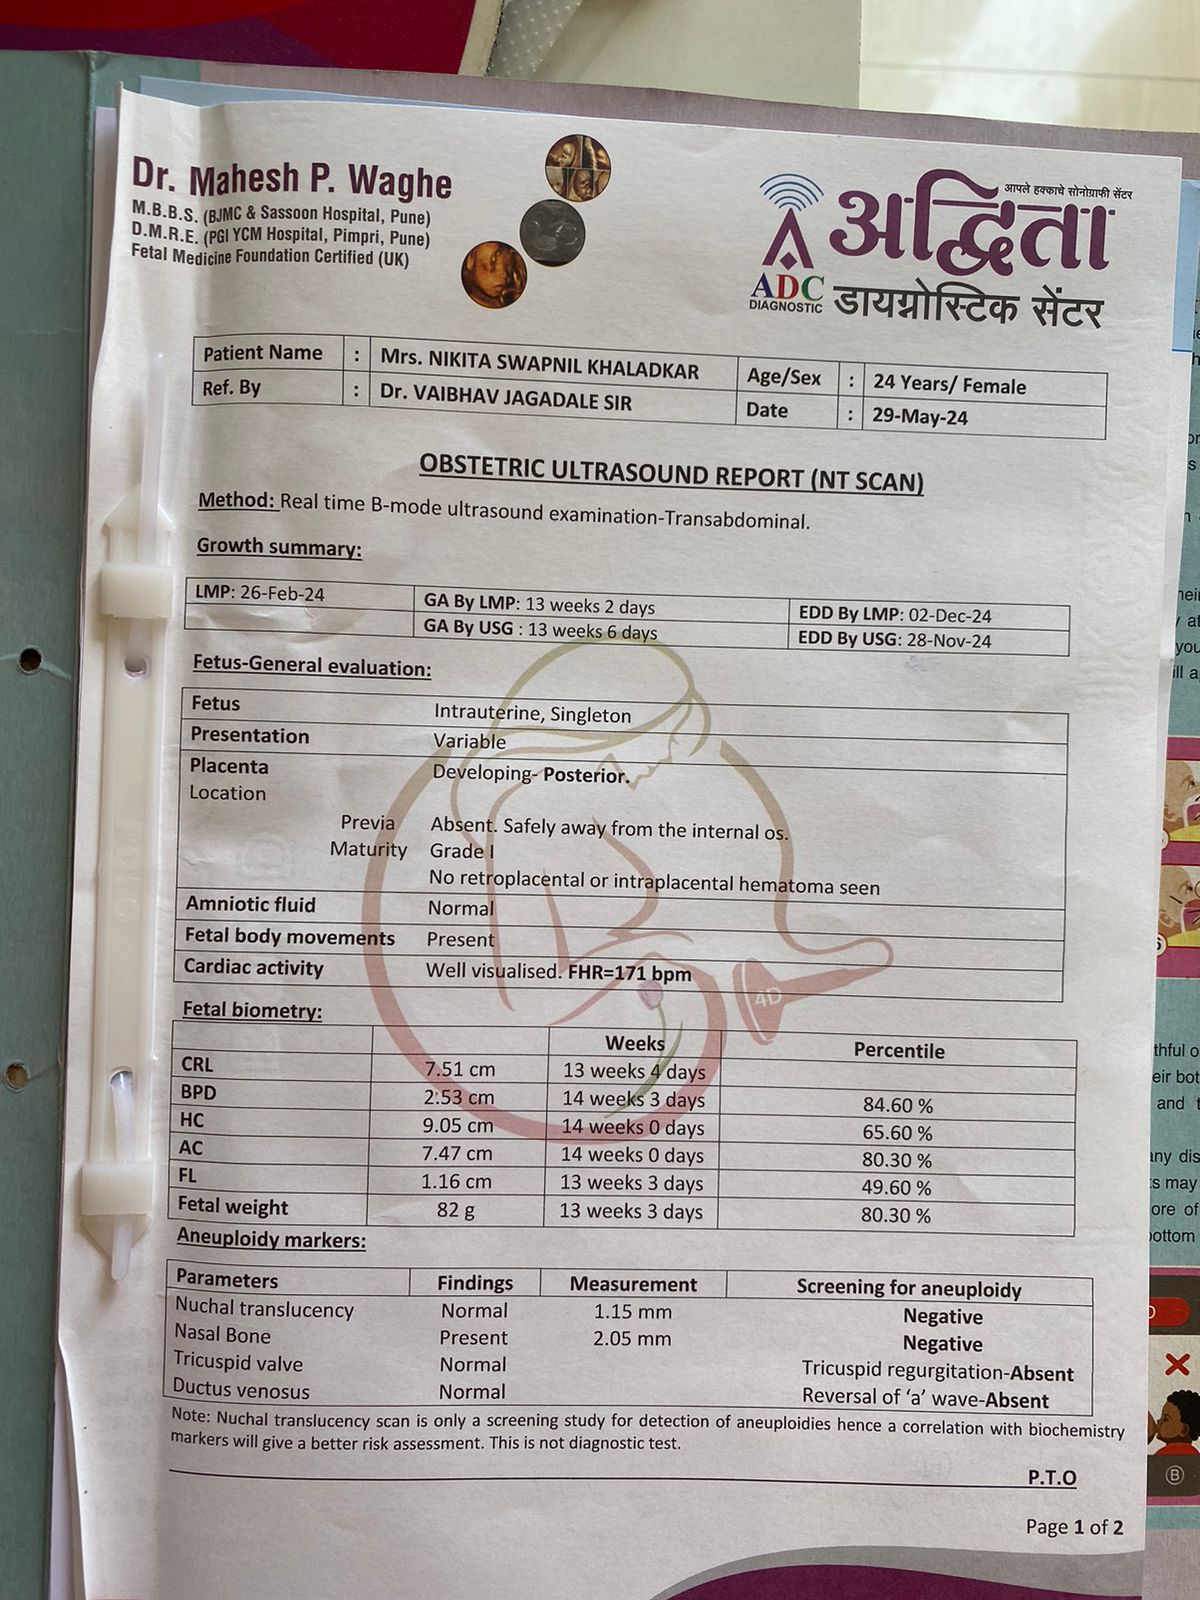 Dr. Mahesh P. Waghe
M.B.B.S. (BJMC & Sassoon Hospital, Pune)
D.M.R.E. (PGI YCM Hospital, Pimpri, Pune)
Fetal Medicine Foundation Certified (UK)
आपले हक्काचे सोनोग्राफी सेंटर
अद्विता
ADC
DIAGNOSTIC
डायग्नोस्टिक सेंटर
Patient Name : Mrs. NIKITA SWAPNIL KHALADKAR Age/Sex : 24 Years/ Female
Ref. By : Dr. VAIBHAV JAGADALE SIR Date : 29-May-24
OBSTETRIC ULTRASOUND REPORT (NT SCAN)
Method: Real time B-mode ultrasound examination-Transabdominal.
Growth summary:
LMP: 26-Feb-24 GA By LMP: 13 weeks 2 days EDD By LMP: 02-Dec-24
GA By USG : 13 weeks 6 days EDD By USG: 28-Nov-24
Fetus-General evaluation:
Fetus Intrauterine, Singleton
Presentation Variable
Placenta Developing- Posterior.
Location
Previa Absent. Safely away from the internal os.
Maturity Grade I
No retroplacental or intraplacental hematoma seen
Amniotic fluid Normal
Fetal body movements Present
Cardiac activity Well visualised. FHR=171 bpm
4D
Fetal biometry:
Weeks Percentile
CRL 7.51 cm 13 weeks 4 days
BPD 2.53 cm 14 weeks 3 days 84.60 %
HC 9.05 cm 14 weeks 0 days 65.60 %
AC 7.47 cm 14 weeks 0 days 80.30 %
FL 1.16 cm 13 weeks 3 days 49.60 %
Fetal weight 82 g 13 weeks 3 days 80.30 %
Aneuploidy markers:
Parameters Findings Measurement Screening for aneuploidy
Nuchal translucency Normal 1.15 mm Negative
Nasal Bone Present 2.05 mm Negative
Tricuspid valve Normal Tricuspid regurgitation-Absent
Ductus venosus Normal Reversal of ‘a’ wave-Absent
Note: Nuchal translucency scan is only a screening study for detection of aneuploidies hence a correlation with biochemistry
markers will give a better risk assessment. This is not diagnostic test.
P.T.O
Page 1 of 2
thful o
eir bot
and t
any dis
s may
ore of
bottom
B